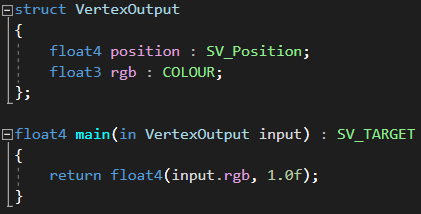 struct VertexOutput
{
    float4 position : SV_Position;
    float3 rgb : COLOUR;
};
float4 main(in VertexOutput input) : SV_TARGET
{
    return float4(input.rgb, 1.0f);
}